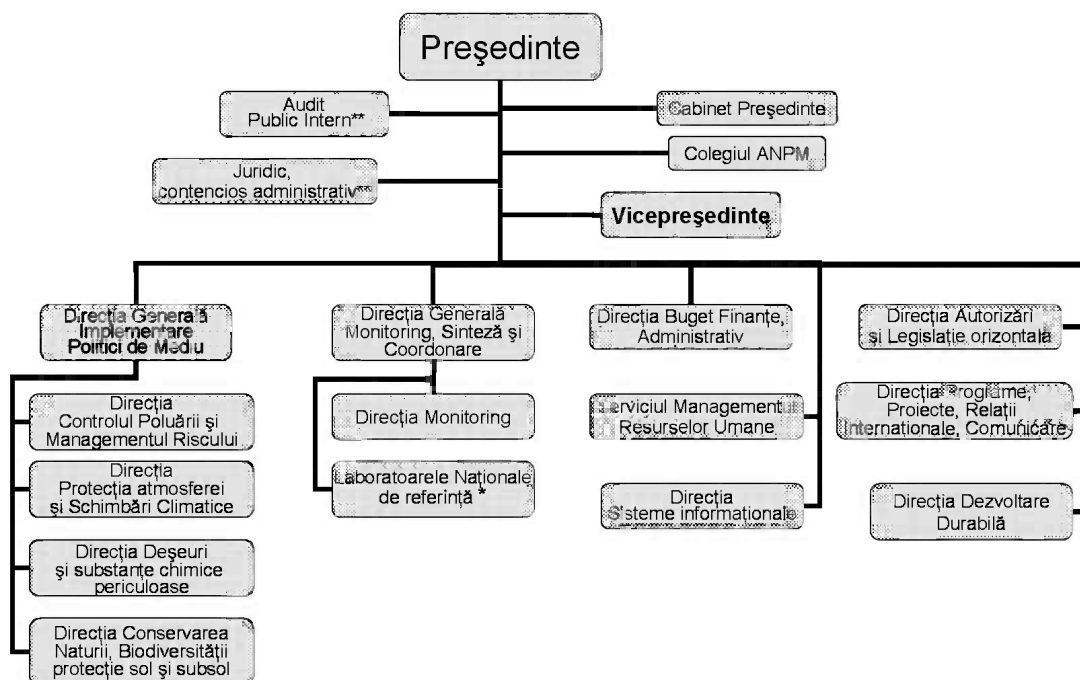 Preşedinte
Audit
Public Intern**
Cabinet Preşedinte
Colegiul ANPM
Juridic,
contencios administrativ***
Vicepreşedinte
Direcţia Generală
Implementare
Politici de Mediu
Direcţia
Controlul Poluării şi
Managementul Riscului
Direcţia
Protecţia atmosferei
şi Schimbări Climatice
Direcţia Deşeuri
şi substanţe chimice
periculoase
Direcţia Conservarea
Naturii, Biodiversităţii
protecţie sol şi subsol
Direcţia Generală
Monitoring, Sinteză şi
Coordonare
Direcţia Monitoring
Laboratoarele Naţionale
de referinţă *
Direcţia Buget Finanţe,
Administrativ
Serviciul Managementul
Resurselor Umane
Direcţia
Sisteme informaţionale
Direcţia Autorizări
şi Legislaţie orizontală
Direcţia Programe,
Proiecte, Relaţii
Internationale, Comunicare
Direcţia Dezvoltare
Durabilă